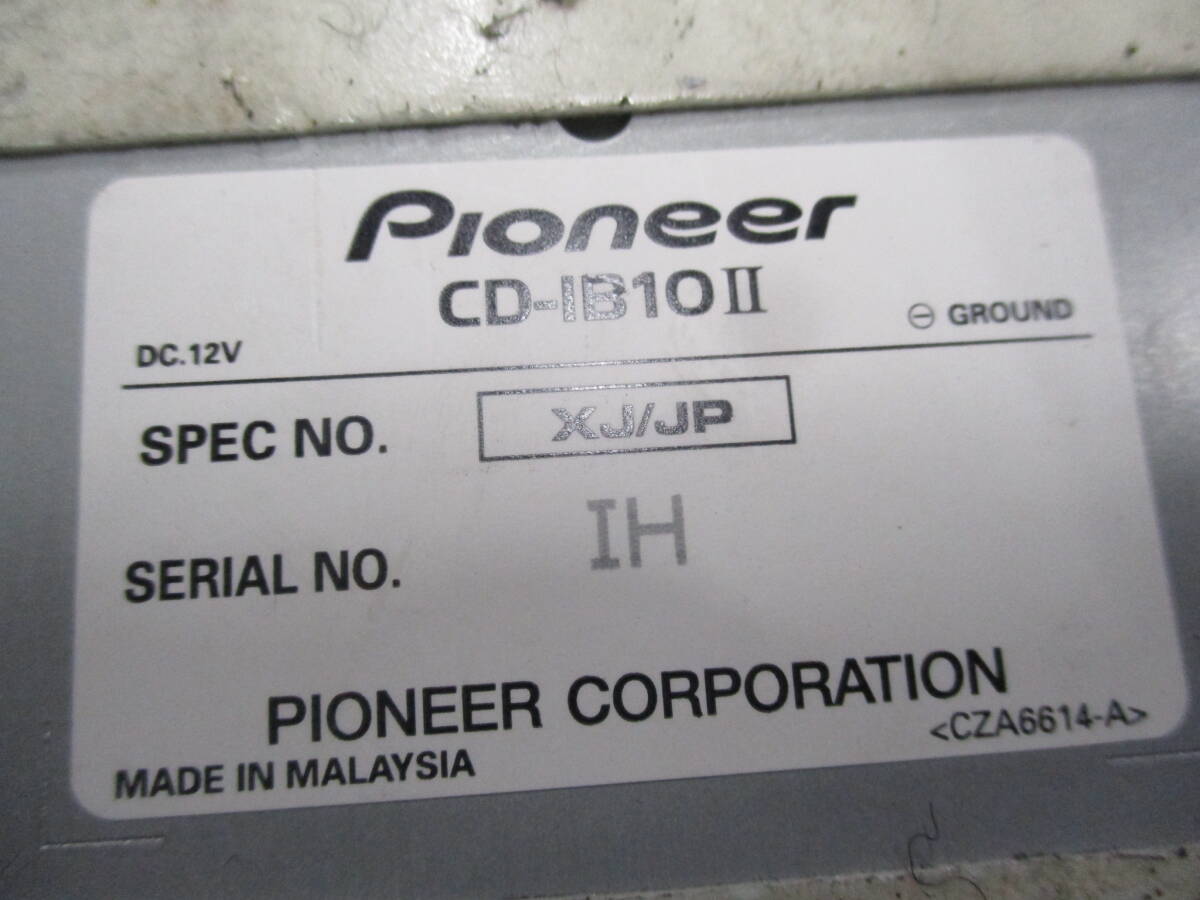 Pioneer
CD-IB10II
DC.12V
⊖ GROUND
SPEC NO. XJ/JP
SERIAL NO. IH
PIONEER CORPORATION
MADE IN MALAYSIA
<CZA6614-A>